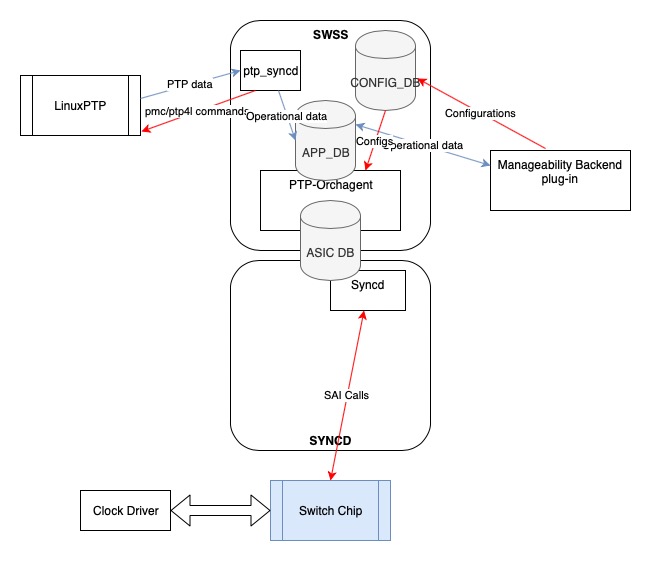 SWSS
ptp_syncd
CONFIG_DB
LinuxPTP
PTP data
pmc/ptp4l commands
Operational data
Configurations
APP_DB
Configs
Operational data
Manageability Backend
plug-in
PTP-Orchagent
ASIC DB
Syncd
SAI Calls
SYNCD
Clock Driver
Switch Chip